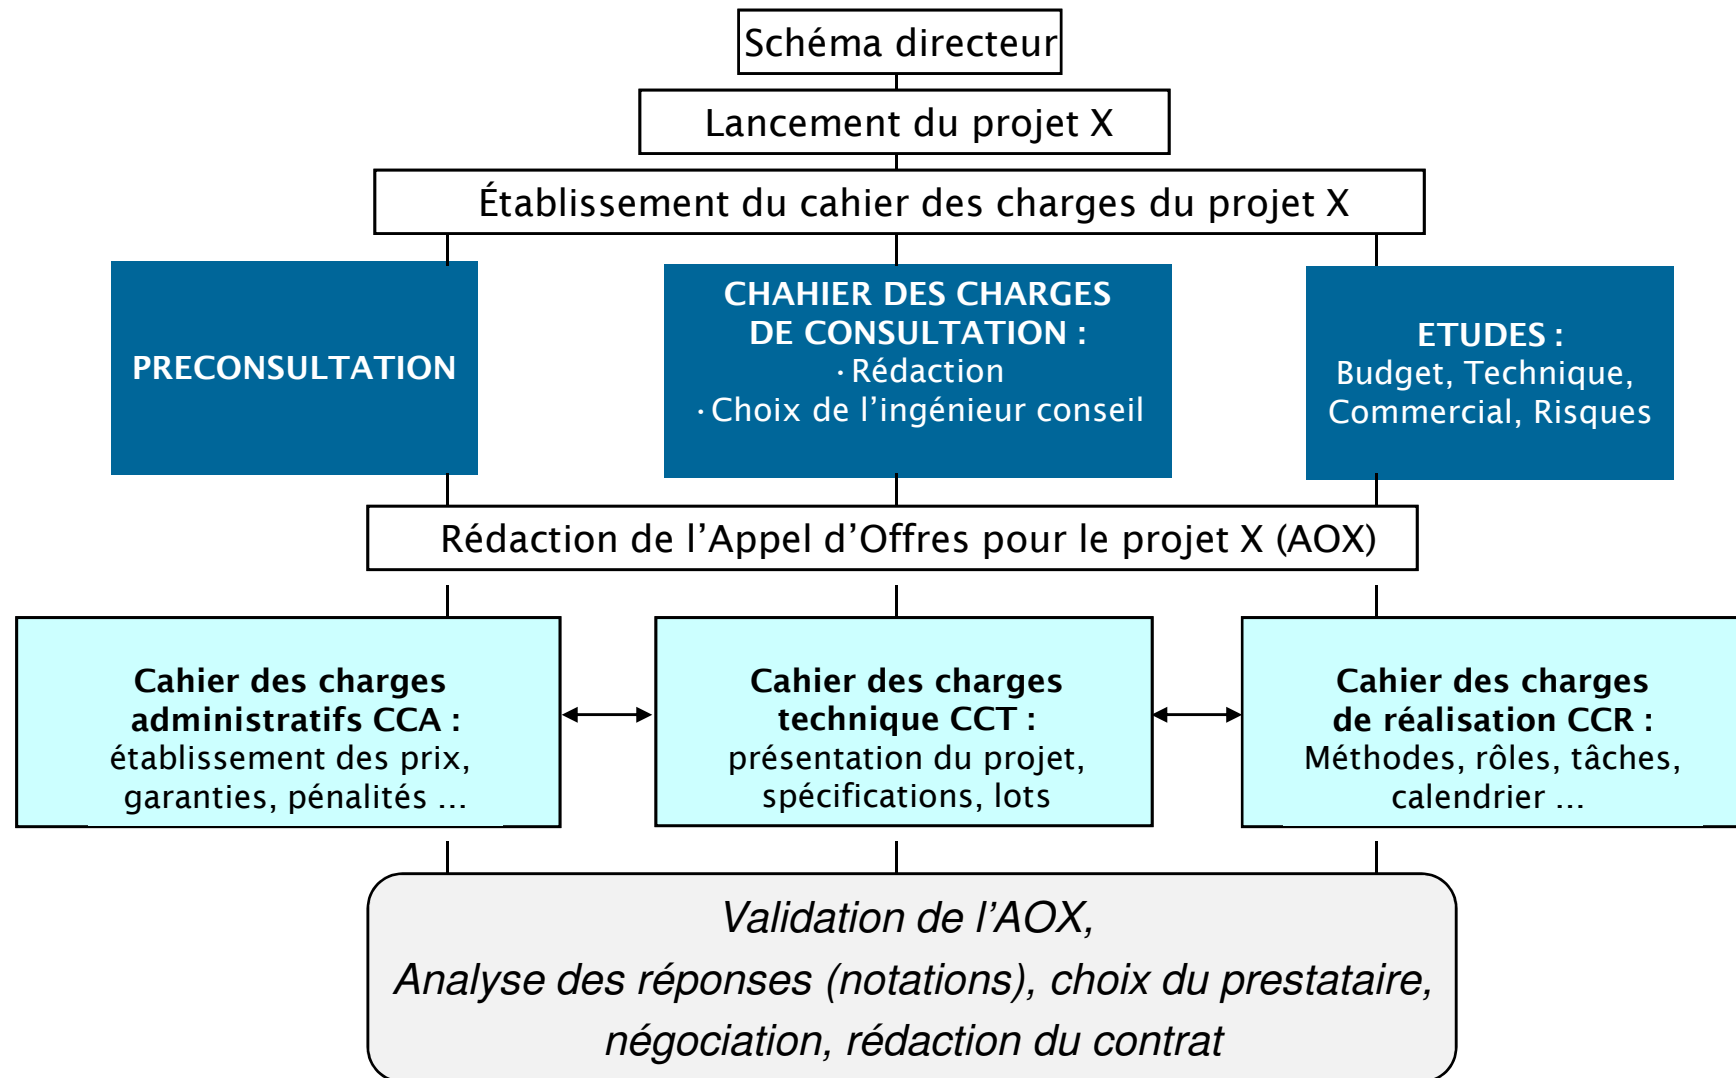 Schéma directeur
Lancement du projet X
Établissement du cahier des charges du projet X
PRECONSULTATION
CHAHIER DES CHARGES
DE CONSULTATION :
· Rédaction
· Choix de l’ingénieur conseil
ETUDES :
Budget, Technique,
Commercial, Risques
Rédaction de l’Appel d’Offres pour le projet X (AOX)
Cahier des charges
administratifs CCA :
établissement des prix,
garanties, pénalités ...
Cahier des charges
technique CCT :
présentation du projet,
spécifications, lots
Cahier des charges
de réalisation CCR :
Méthodes, rôles, tâches,
calendrier ...
Validation de l’AOX,
Analyse des réponses (notations), choix du prestataire,
négociation, rédaction du contrat